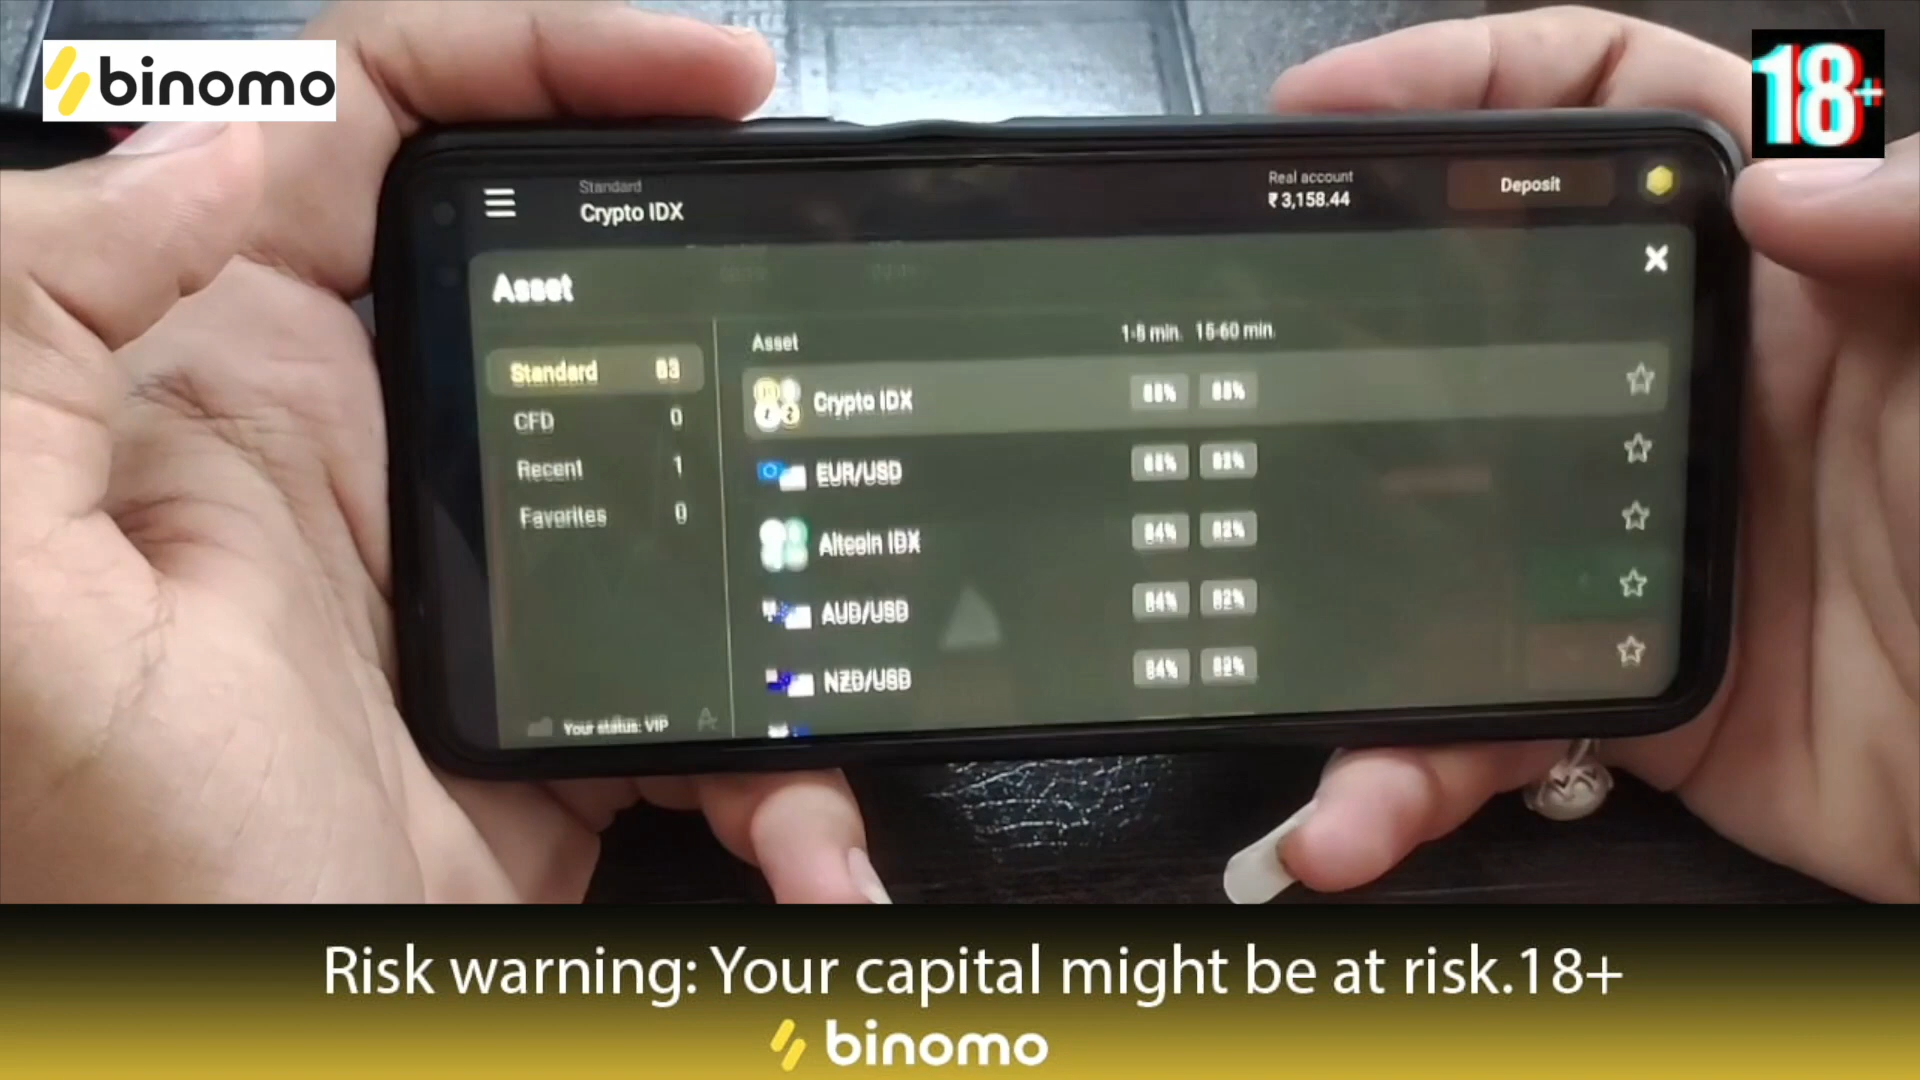 binomo
18+
Standard
Crypto IDX
Real account
₹ 3,158.44
Deposit
Asset
Standard
CFD 0
Recent 1
Favorites 0
Your status: VIP
Asset 1-5 min. 15-60 min.
Crypto IDX
EUR/USD
Altcoin IDX 84% 82%
AUD/USD 84% 82%
NZD/USD 84% 82%
Risk warning: Your capital might be at risk.18+
binomo